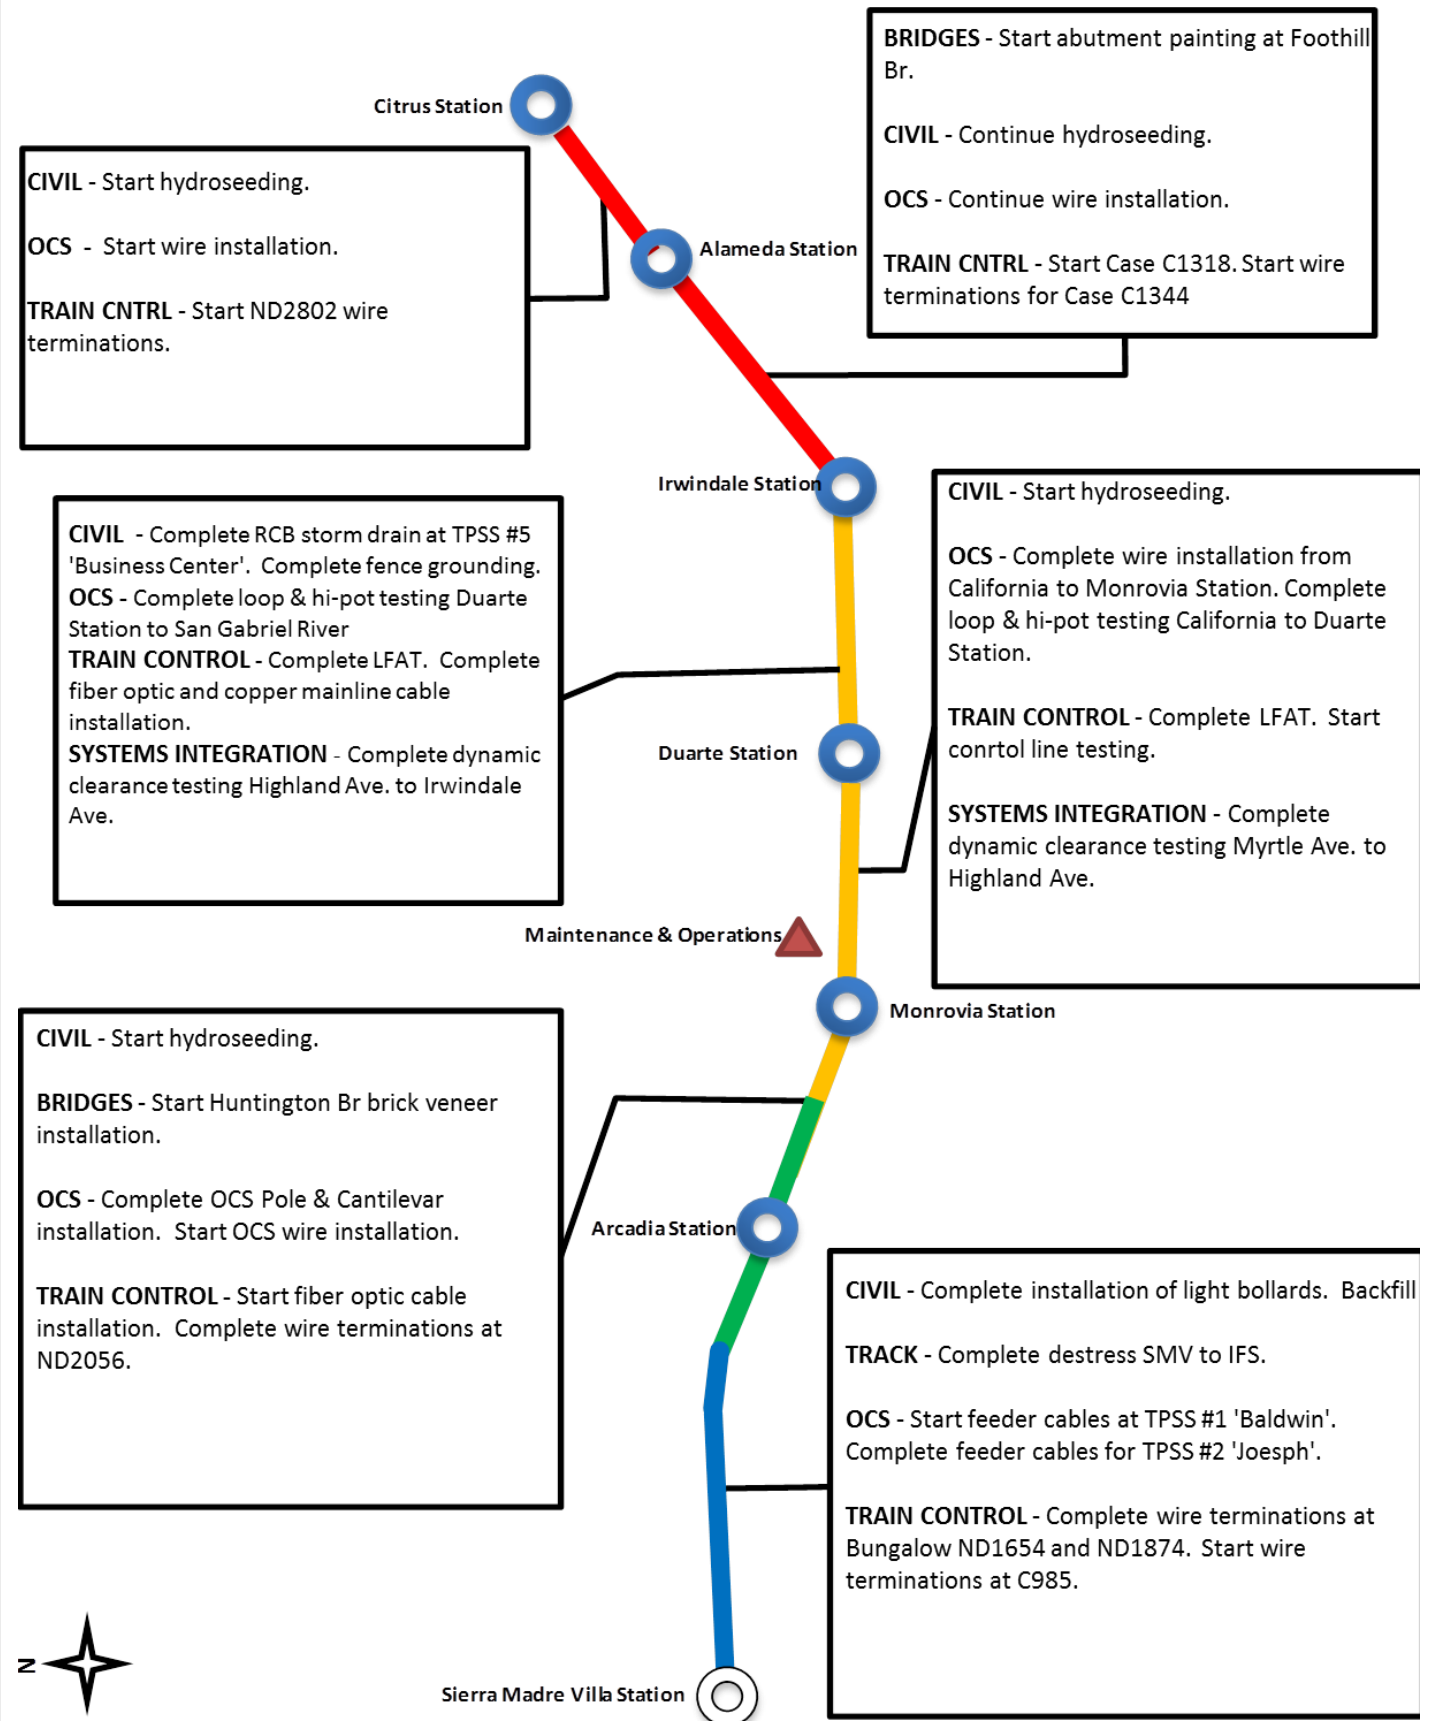 BRIDGES - Start abutment painting at Foothill
Br.
CIVIL - Continue hydroseeding.
OCS - Continue wire installation.
TRAIN CNTRL - Start Case C1318. Start wire
terminations for Case C1344
Citrus Station
CIVIL - Start hydroseeding.
OCS - Start wire installation.
TRAIN CNTRL - Start ND2802 wire
terminations.
Alameda Station
Irwindale Station
CIVIL - Start hydroseeding.
OCS - Complete wire installation from
California to Monrovia Station. Complete
loop & hi-pot testing California to Duarte
Station.
TRAIN CONTROL - Complete LFAT. Start
conrtol line testing.
SYSTEMS INTEGRATION - Complete
dynamic clearance testing Myrtle Ave. to
Highland Ave.
CIVIL - Complete RCB storm drain at TPSS #5
'Business Center'. Complete fence grounding.
OCS - Complete loop & hi-pot testing Duarte
Station to San Gabriel River
TRAIN CONTROL - Complete LFAT. Complete
fiber optic and copper mainline cable
installation.
SYSTEMS INTEGRATION - Complete dynamic
clearance testing Highland Ave. to Irwindale
Ave.
Duarte Station
Maintenance & Operations
Monrovia Station
CIVIL - Start hydroseeding.
BRIDGES - Start Huntington Br brick veneer
installation.
OCS - Complete OCS Pole & Cantilevar
installation. Start OCS wire installation.
TRAIN CONTROL - Start fiber optic cable
installation. Complete wire terminations at
ND2056.
Arcadia Station
CIVIL - Complete installation of light bollards. Backfill
TRACK - Complete destress SMV to IFS.
OCS - Start feeder cables at TPSS #1 'Baldwin'.
Complete feeder cables for TPSS #2 'Joesph'.
TRAIN CONTROL - Complete wire terminations at
Bungalow ND1654 and ND1874. Start wire
terminations at C985.
N
Sierra Madre Villa Station